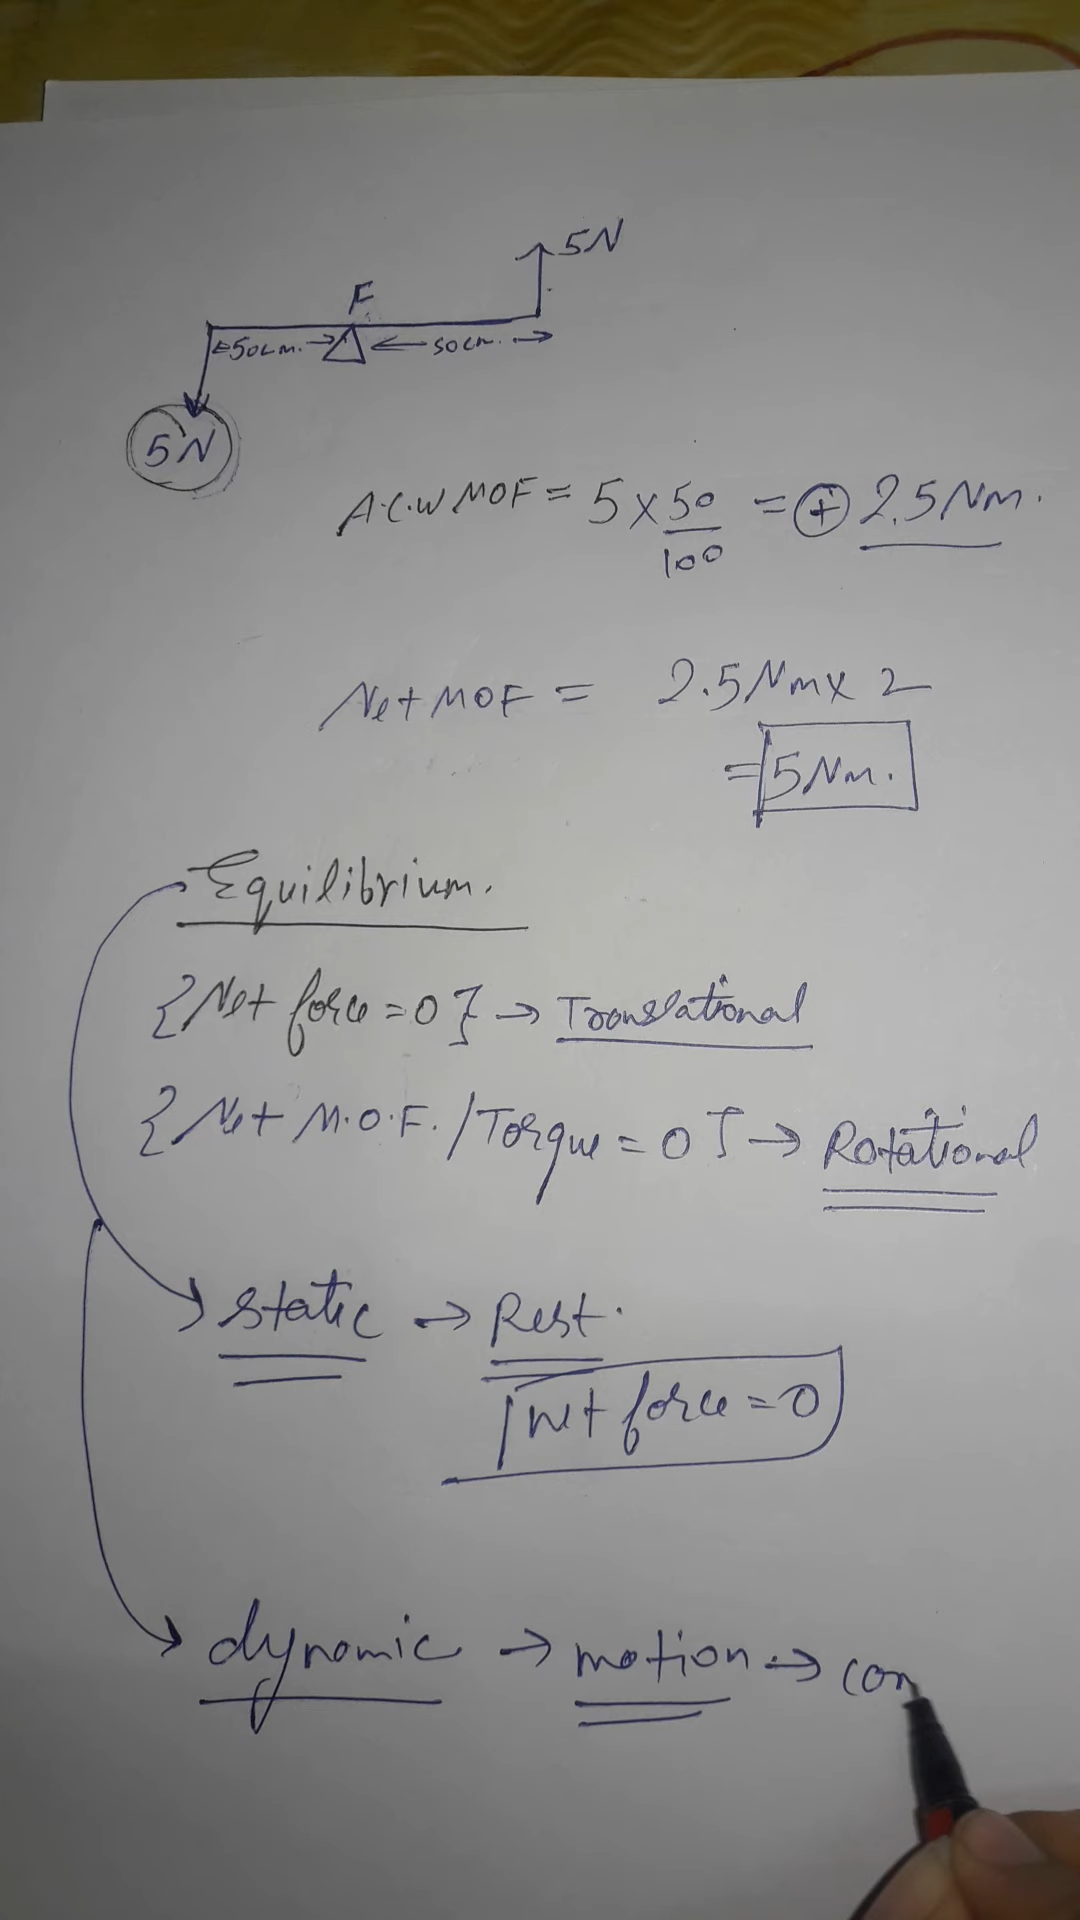 5N
F
50cm. 50cm.
5N
A.C.W MOF = 5 × 50/100 = + 2.5 Nm.
Net MOF = 2.5 Nm × 2
= 5 Nm.
Equilibrium.
{Net force = 0} → Translational
{Net M.O.F. / Torque = 0} → Rotational
static → Rest.
net force = 0
dynamic → motion → con